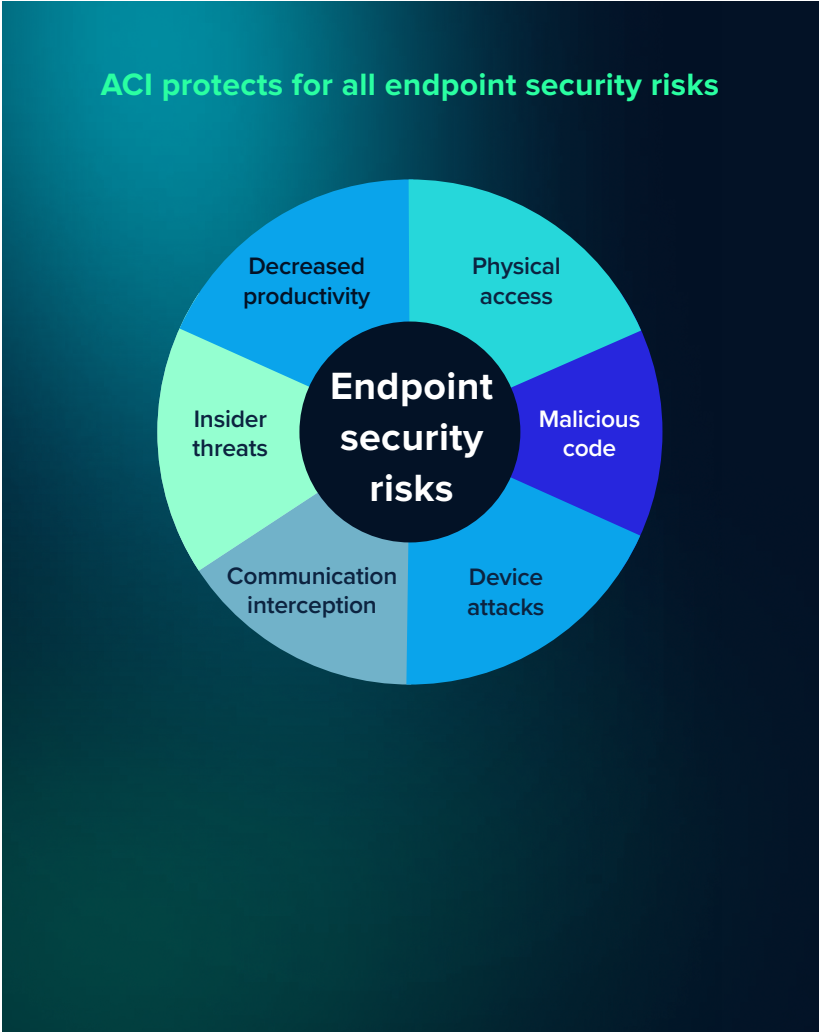 ACI protects for all endpoint security risks
Decreased
productivity
Physical
access
Insider
threats
Endpoint
security
risks
Malicious
code
Communication
interception
Device
attacks